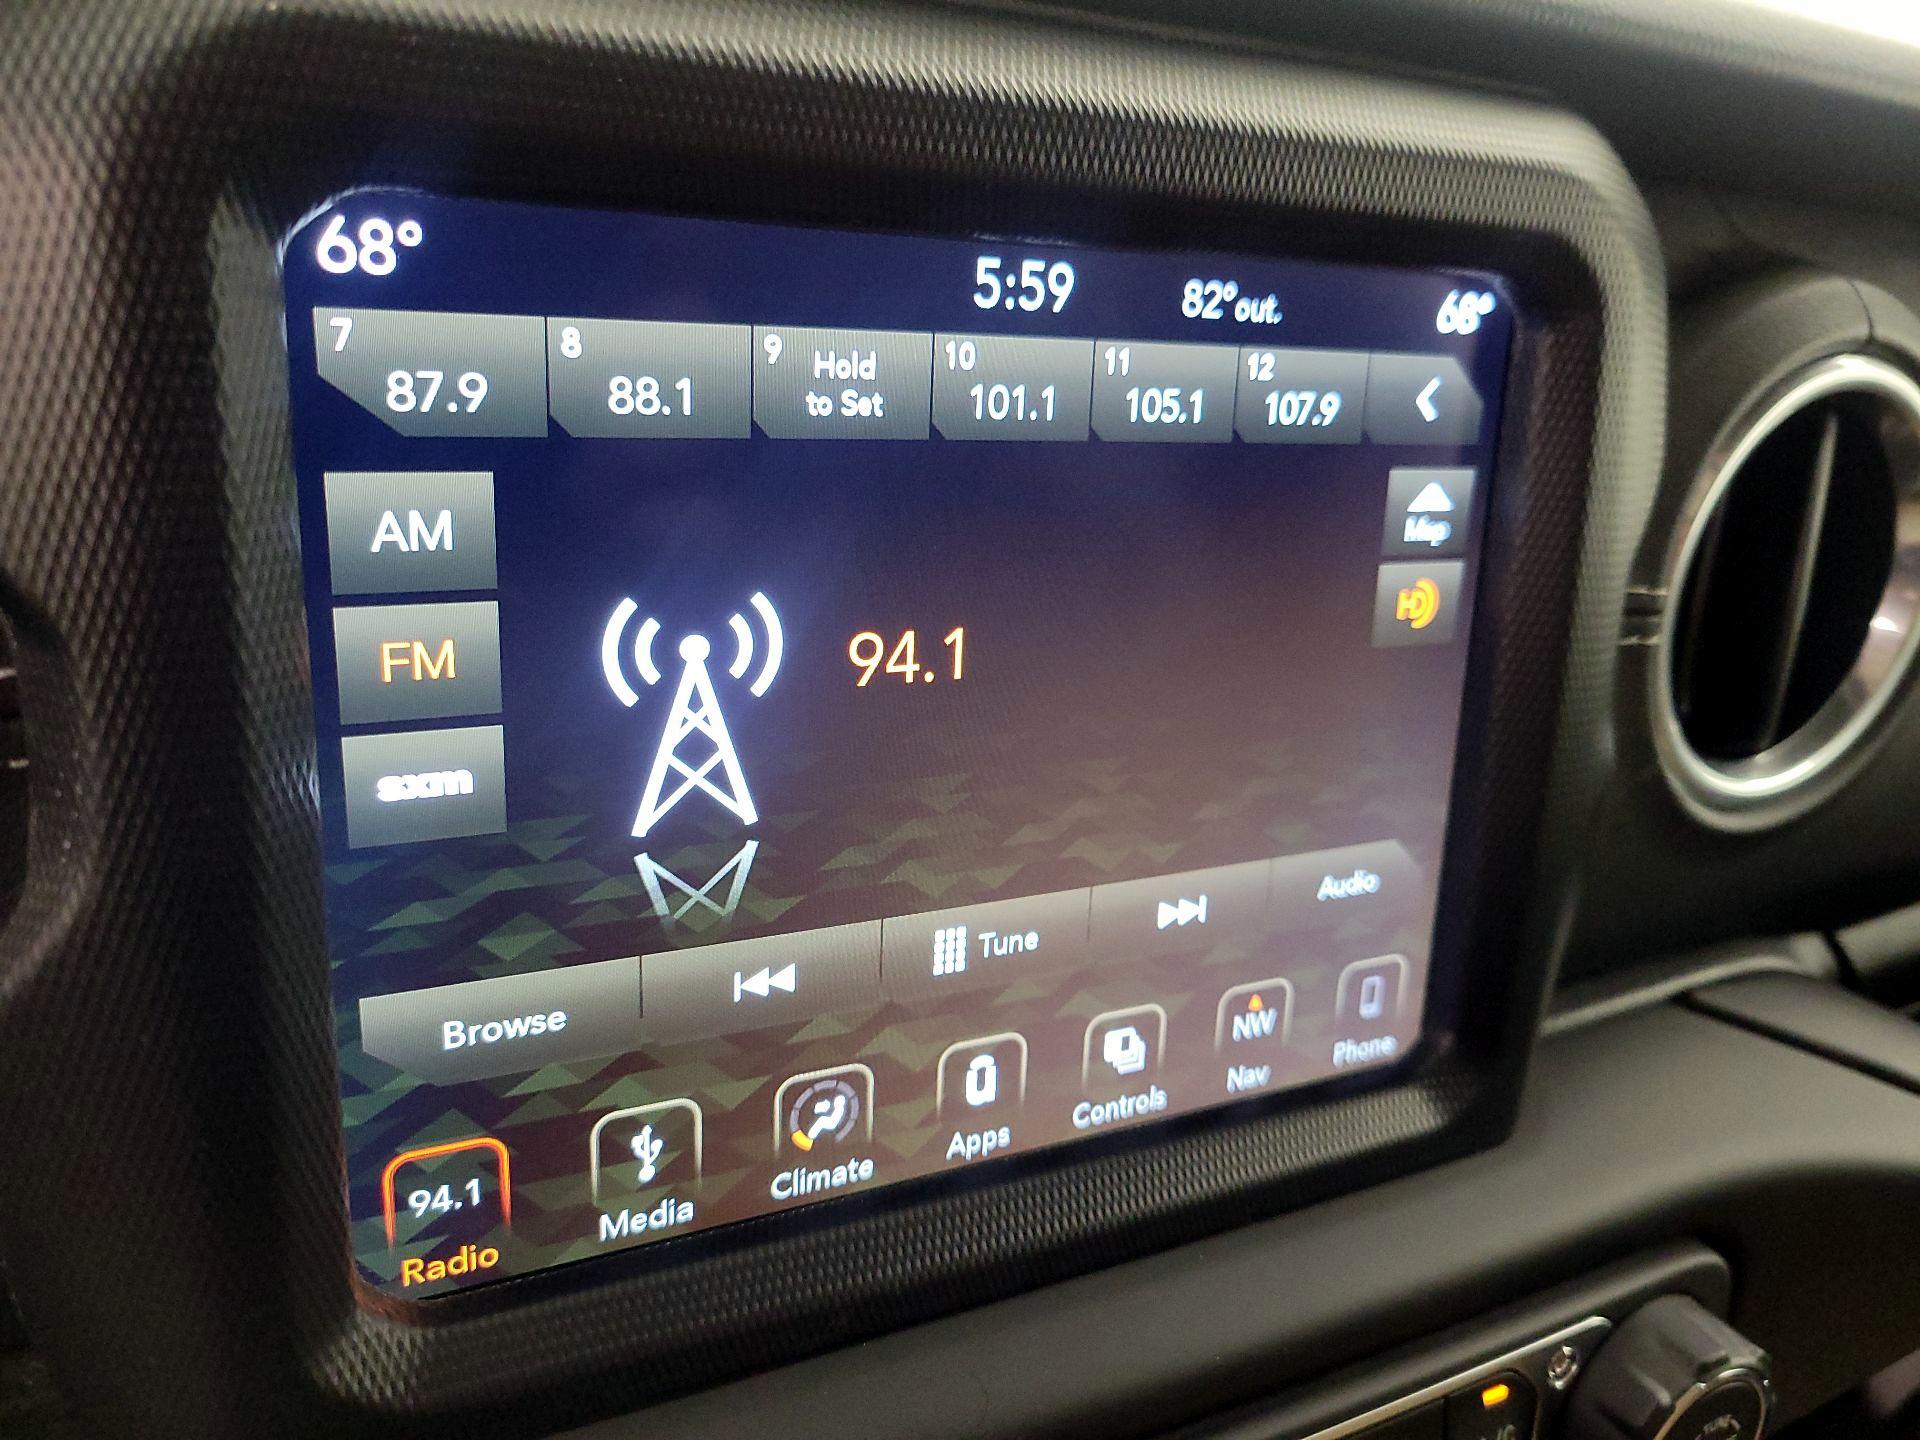 68°
5:59
82° out.
68°
7
87.9
8
88.1
9
Hold
to Set
10
101.1
11
105.1
12
107.9
AM
Map
HD
FM
94.1
sxm
Browse
Tune
Audio
94.1
Radio
Media
Climate
Apps
Controls
NW
Nav
Phone
TUNE